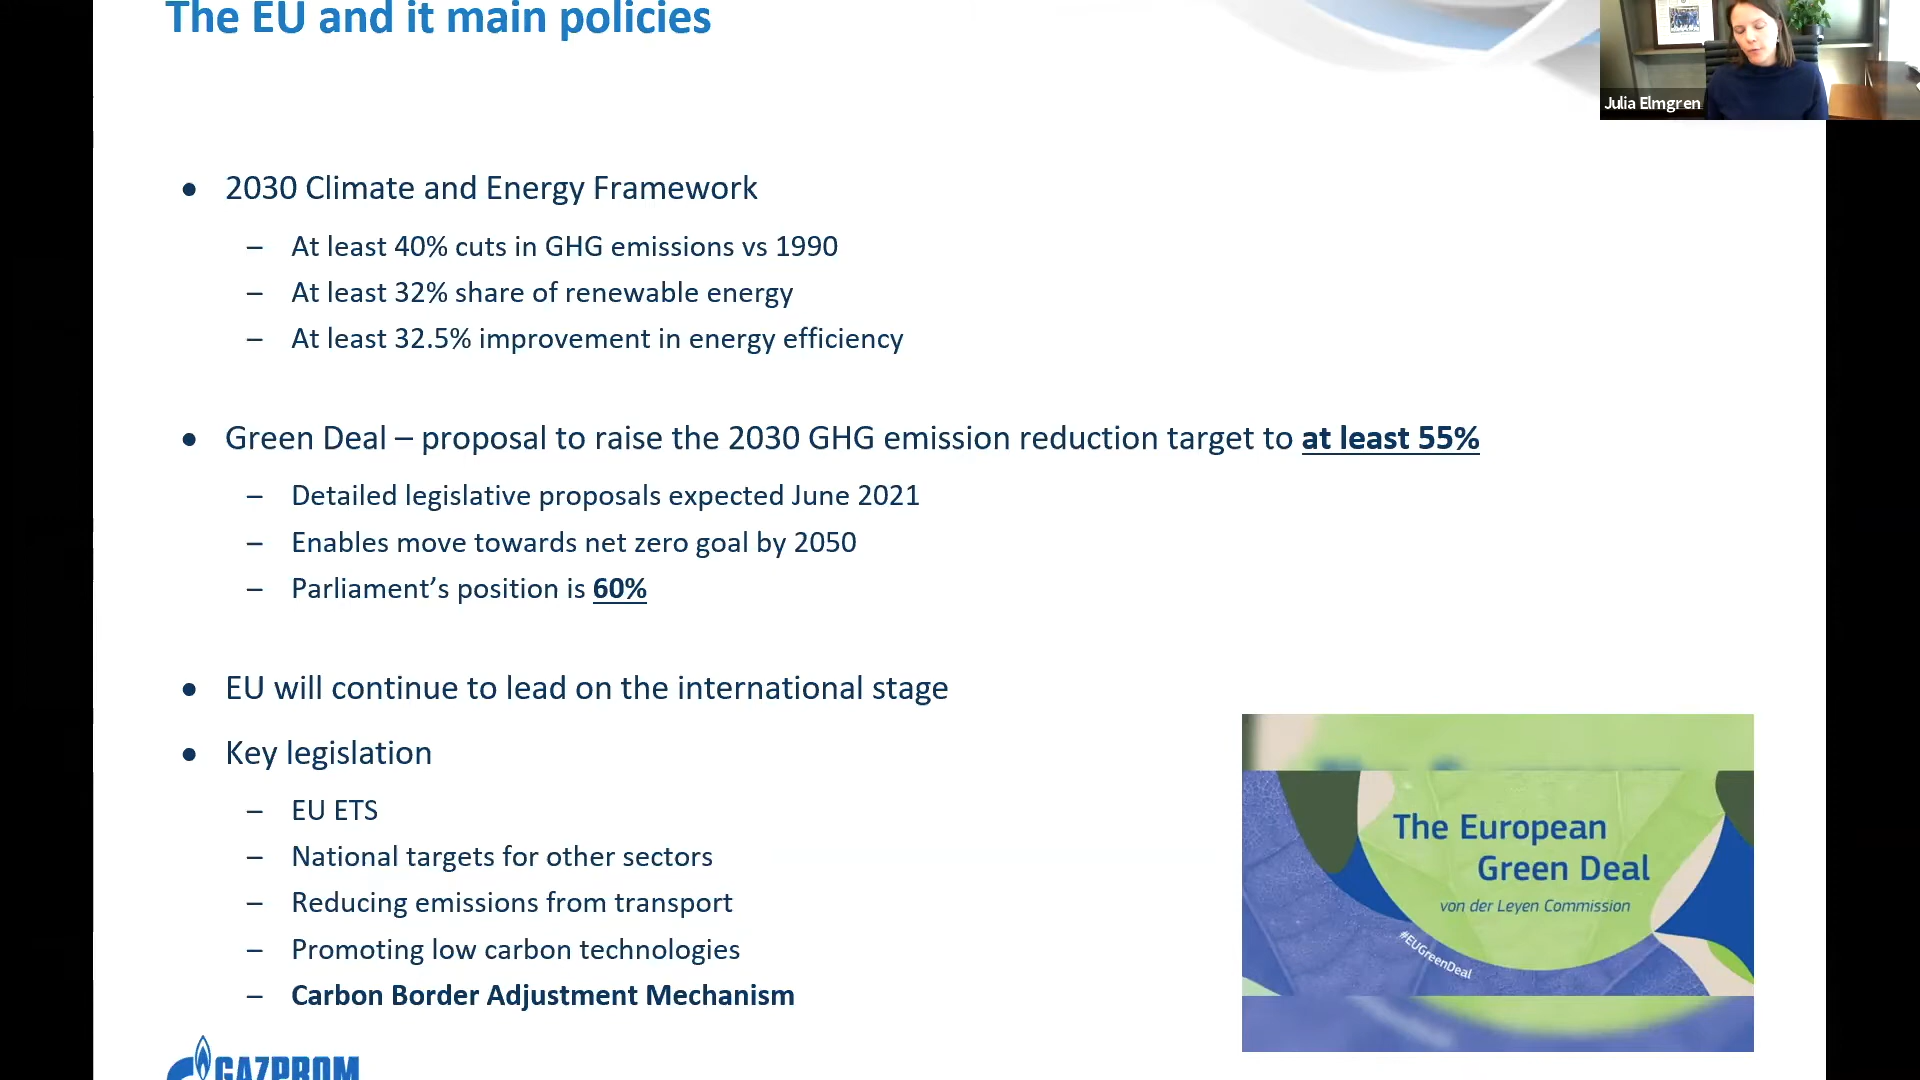 The EU and it main policies
Julia Elmgren
• 2030 Climate and Energy Framework
– At least 40% cuts in GHG emissions vs 1990
– At least 32% share of renewable energy
– At least 32.5% improvement in energy efficiency
• Green Deal – proposal to raise the 2030 GHG emission reduction target to at least 55%
– Detailed legislative proposals expected June 2021
– Enables move towards net zero goal by 2050
– Parliament’s position is 60%
• EU will continue to lead on the international stage
• Key legislation
– EU ETS
– National targets for other sectors
– Reducing emissions from transport
– Promoting low carbon technologies
– Carbon Border Adjustment Mechanism
The European
Green Deal
von der Leyen Commission
#EUGreenDeal
GAZPROM